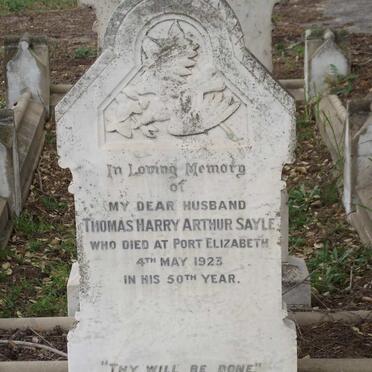 In Loving Memory
of
MY DEAR HUSBAND
THOMAS HARRY ARTHUR SAYLE
WHO DIED AT PORT ELIZABETH
4TH MAY 1923
IN HIS 50TH YEAR.
"THY WILL BE DONE"